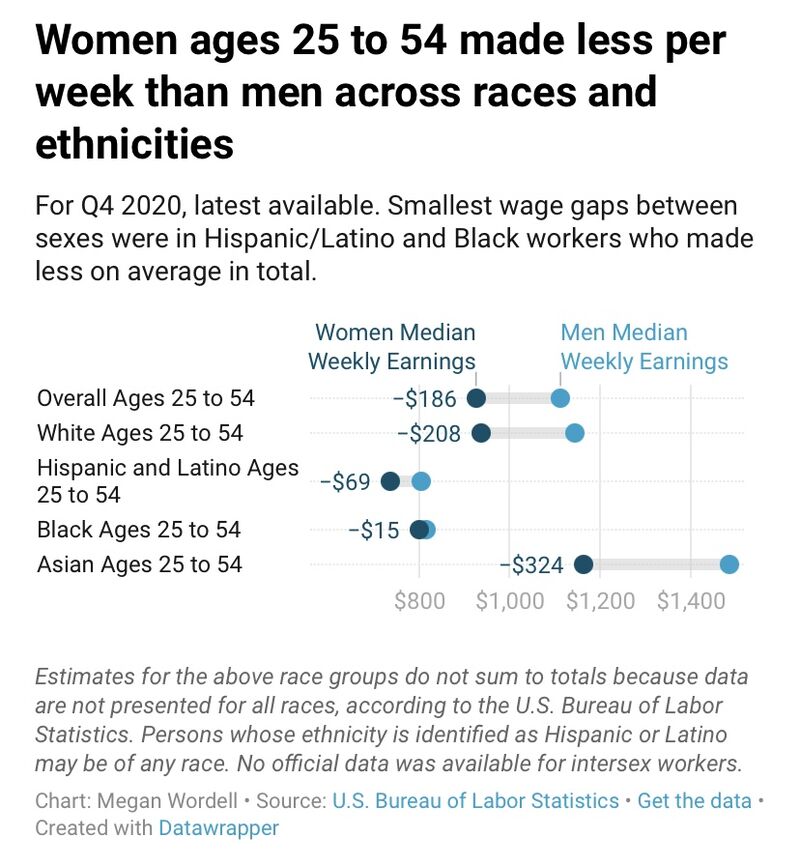 Women ages 25 to 54 made less per
week than men across races and
ethnicities
For Q4 2020, latest available. Smallest wage gaps between
sexes were in Hispanic/Latino and Black workers who made
less on average in total.
Women Median
Weekly Earnings
Men Median
Weekly Earnings
Overall Ages 25 to 54 −$186
White Ages 25 to 54 −$208
Hispanic and Latino Ages
25 to 54 −$69
Black Ages 25 to 54 −$15
Asian Ages 25 to 54 −$324
$800 $1,000 $1,200 $1,400
Estimates for the above race groups do not sum to totals because data
are not presented for all races, according to the U.S. Bureau of Labor
Statistics. Persons whose ethnicity is identified as Hispanic or Latino
may be of any race. No official data was available for intersex workers.
Chart: Megan Wordell • Source: U.S. Bureau of Labor Statistics • Get the data •
Created with Datawrapper